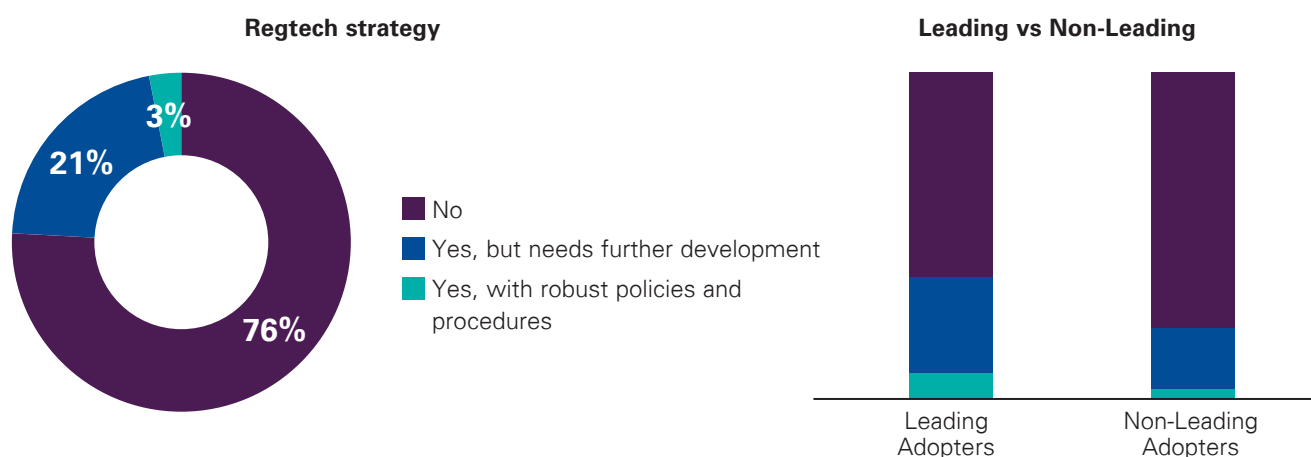 Regtech strategy
3%
21%
76%
No
Yes, but needs further development
Yes, with robust policies and
procedures
Leading vs Non-Leading
Leading
Adopters
Non-Leading
Adopters